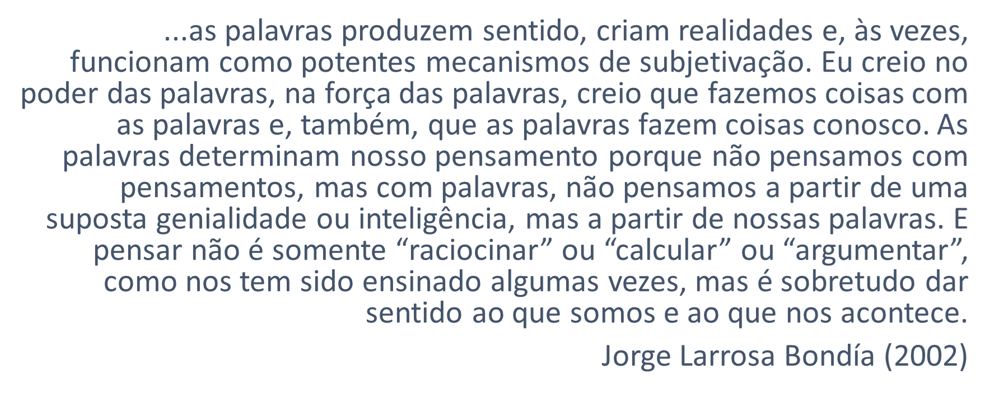 ...as palavras produzem sentido, criam realidades e, às vezes,
funcionam como potentes mecanismos de subjetivação. Eu creio no
poder das palavras, na força das palavras, creio que fazemos coisas com
as palavras e, também, que as palavras fazem coisas conosco. As
palavras determinam nosso pensamento porque não pensamos com
pensamentos, mas com palavras, não pensamos a partir de uma
suposta genialidade ou inteligência, mas a partir de nossas palavras. E
pensar não é somente “raciocinar” ou “calcular” ou “argumentar”,
como nos tem sido ensinado algumas vezes, mas é sobretudo dar
sentido ao que somos e ao que nos acontece.
Jorge Larrosa Bondía (2002)